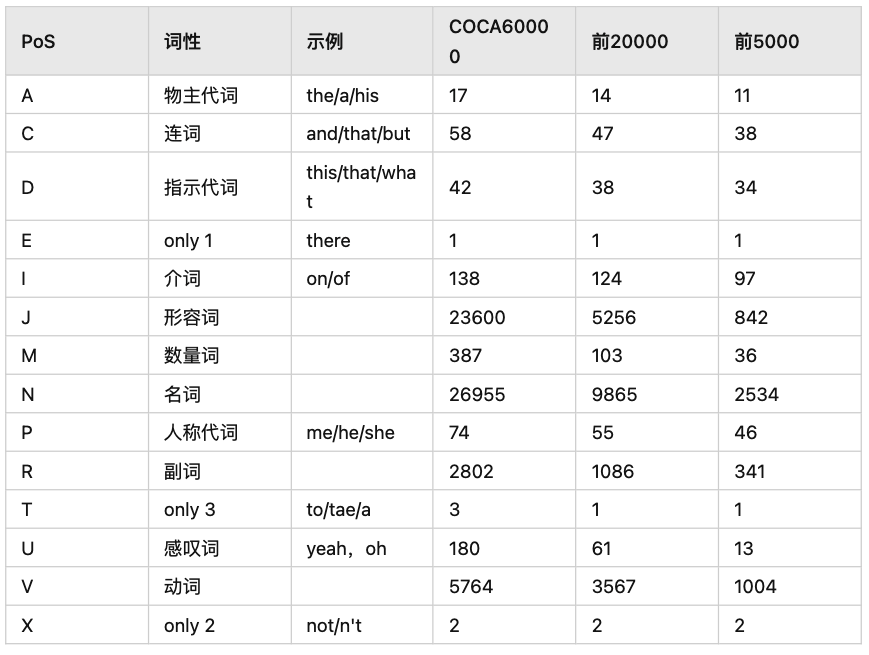 PoS 词性 示例 COCA6000
0 前20000 前5000
A 物主代词 the/a/his 17 14 11
C 连词 and/that/but 58 47 38
D 指示代词 this/that/wha
t 42 38 34
E only 1 there 1 1 1
I 介词 on/of 138 124 97
J 形容词 23600 5256 842
M 数量词 387 103 36
N 名词 26955 9865 2534
P 人称代词 me/he/she 74 55 46
R 副词 2802 1086 341
T only 3 to/tae/a 3 1 1
U 感叹词 yeah，oh 180 61 13
V 动词 5764 3567 1004
X only 2 not/n't 2 2 2